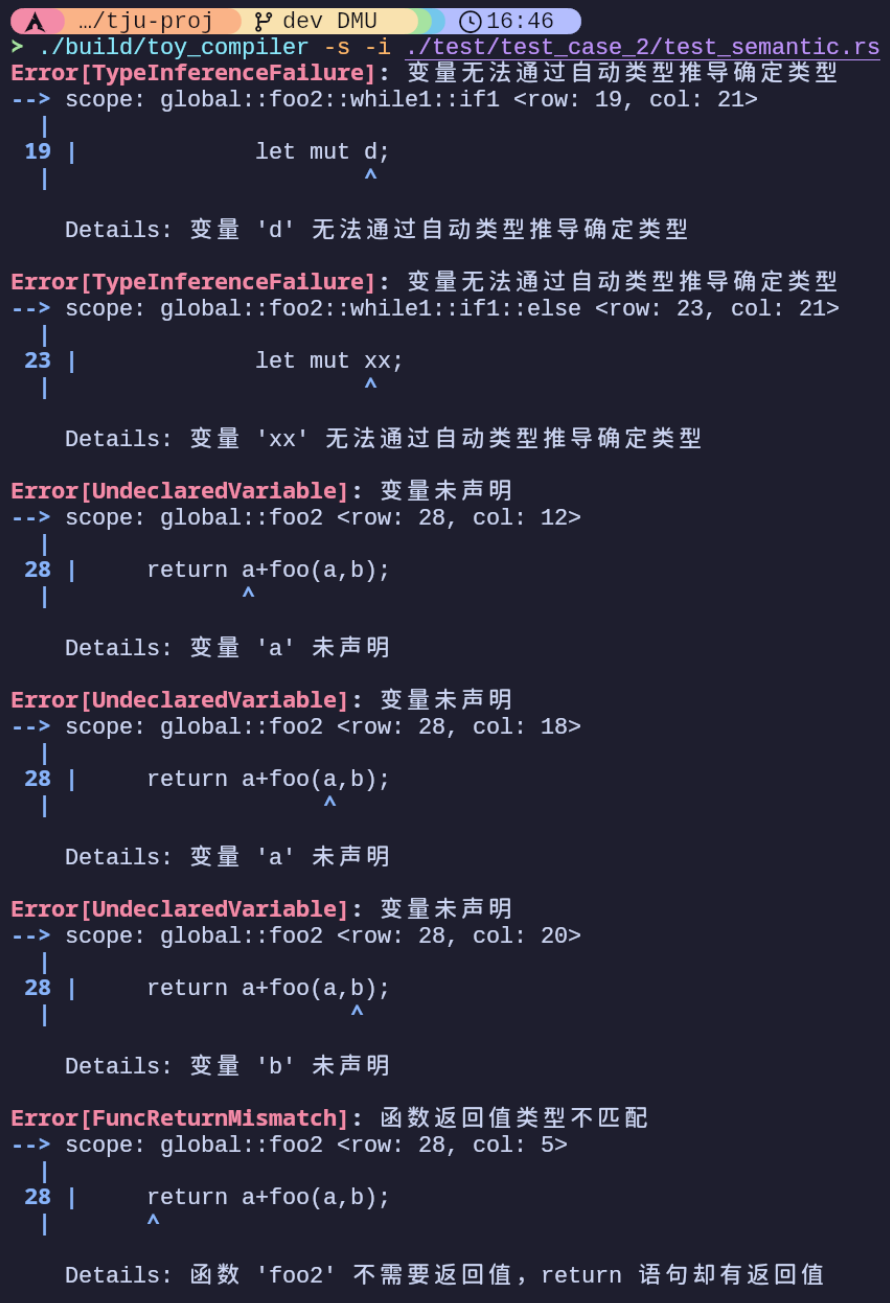 …/tju-proj dev DMU 16:46
> ./build/toy_compiler -s -i ./test/test_case_2/test_semantic.rs
Error[TypeInferenceFailure]: 变量无法通过自动类型推导确定类型
--> scope: global::foo2::while1::if1 <row: 19, col: 21>
|
19 | let mut d;
| ^
Details: 变量 'd' 无法通过自动类型推导确定类型
Error[TypeInferenceFailure]: 变量无法通过自动类型推导确定类型
--> scope: global::foo2::while1::if1::else <row: 23, col: 21>
|
23 | let mut xx;
| ^
Details: 变量 'xx' 无法通过自动类型推导确定类型
Error[UndeclaredVariable]: 变量未声明
--> scope: global::foo2 <row: 28, col: 12>
|
28 | return a+foo(a,b);
| ^
Details: 变量 'a' 未声明
Error[UndeclaredVariable]: 变量未声明
--> scope: global::foo2 <row: 28, col: 18>
|
28 | return a+foo(a,b);
| ^
Details: 变量 'a' 未声明
Error[UndeclaredVariable]: 变量未声明
--> scope: global::foo2 <row: 28, col: 20>
|
28 | return a+foo(a,b);
| ^
Details: 变量 'b' 未声明
Error[FuncReturnMismatch]: 函数返回值类型不匹配
--> scope: global::foo2 <row: 28, col: 5>
|
28 | return a+foo(a,b);
| ^
Details: 函数 'foo2' 不需要返回值，return 语句却有返回值